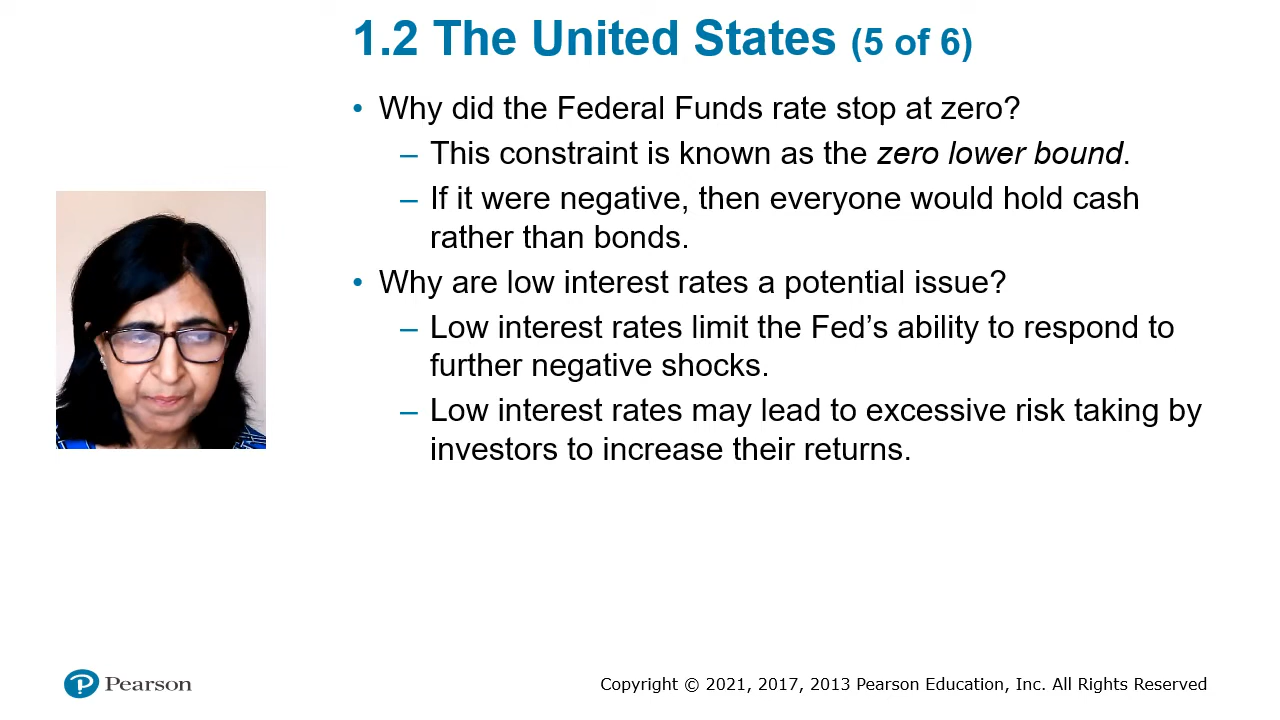 1.2 The United States (5 of 6)
• Why did the Federal Funds rate stop at zero?
– This constraint is known as the zero lower bound.
– If it were negative, then everyone would hold cash
rather than bonds.
• Why are low interest rates a potential issue?
– Low interest rates limit the Fed’s ability to respond to
further negative shocks.
– Low interest rates may lead to excessive risk taking by
investors to increase their returns.
Pearson
Copyright © 2021, 2017, 2013 Pearson Education, Inc. All Rights Reserved